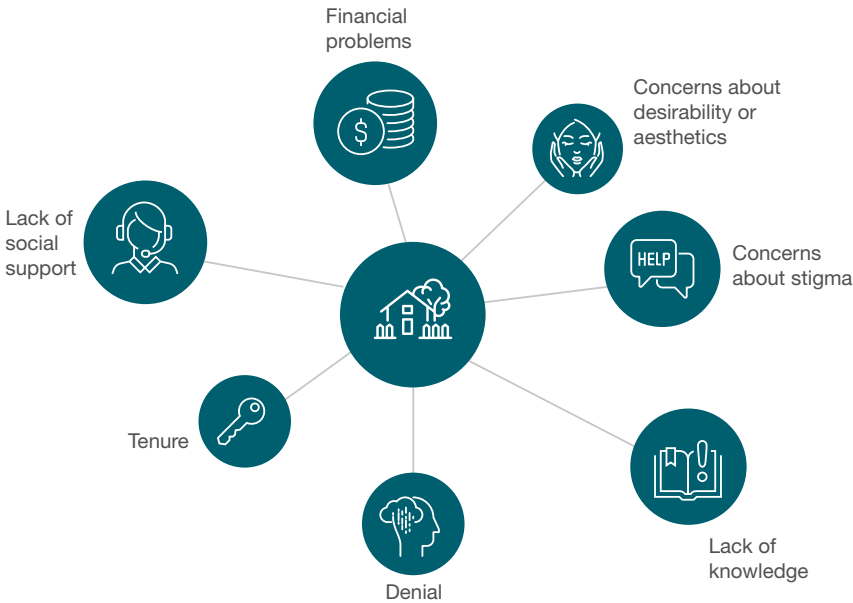 Financial
problems
$
Concerns about
desirability or
aesthetics
Lack of
social
support
HELP
Concerns
about stigma
Tenure
Lack of
knowledge
Denial